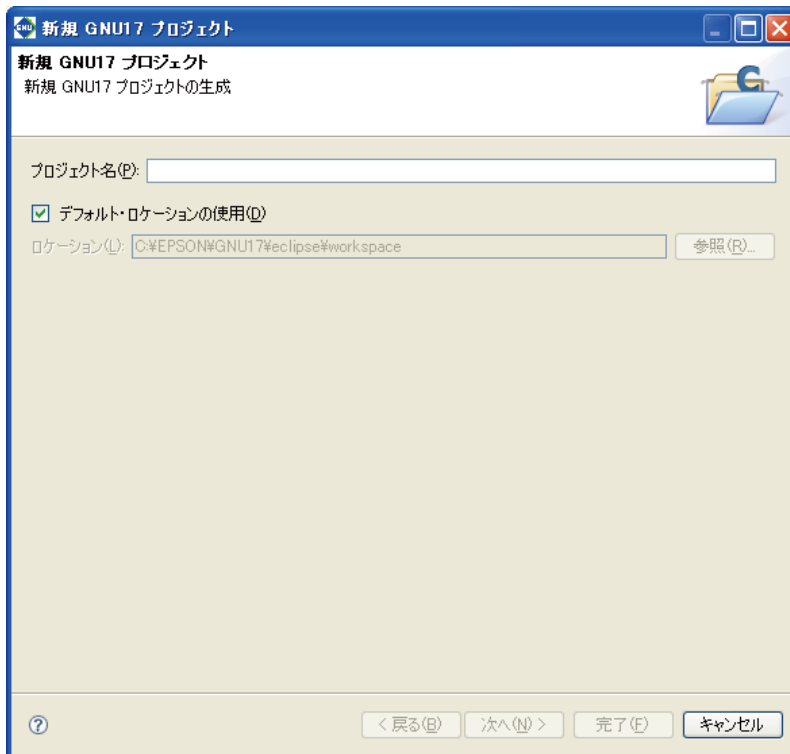 GNU 新規 GNU17 プロジェクト
新規 GNU17 プロジェクト
新規 GNU17 プロジェクトの生成
プロジェクト名(P):
デフォルト・ロケーションの使用(D)
ロケーション(L): C:¥EPSON¥GNU17¥eclipse¥workspace 参照(R)...
? < 戻る(B) 次へ(N) > 完了(F) キャンセル